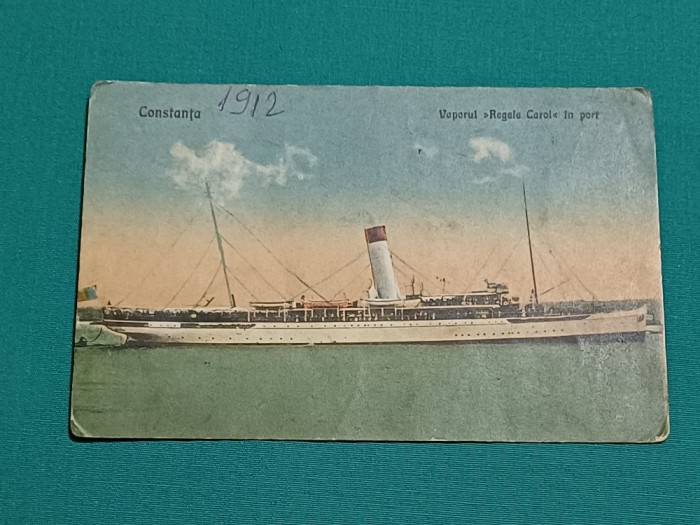 Constanța
1912
Vaporul »Regele Carol« în port